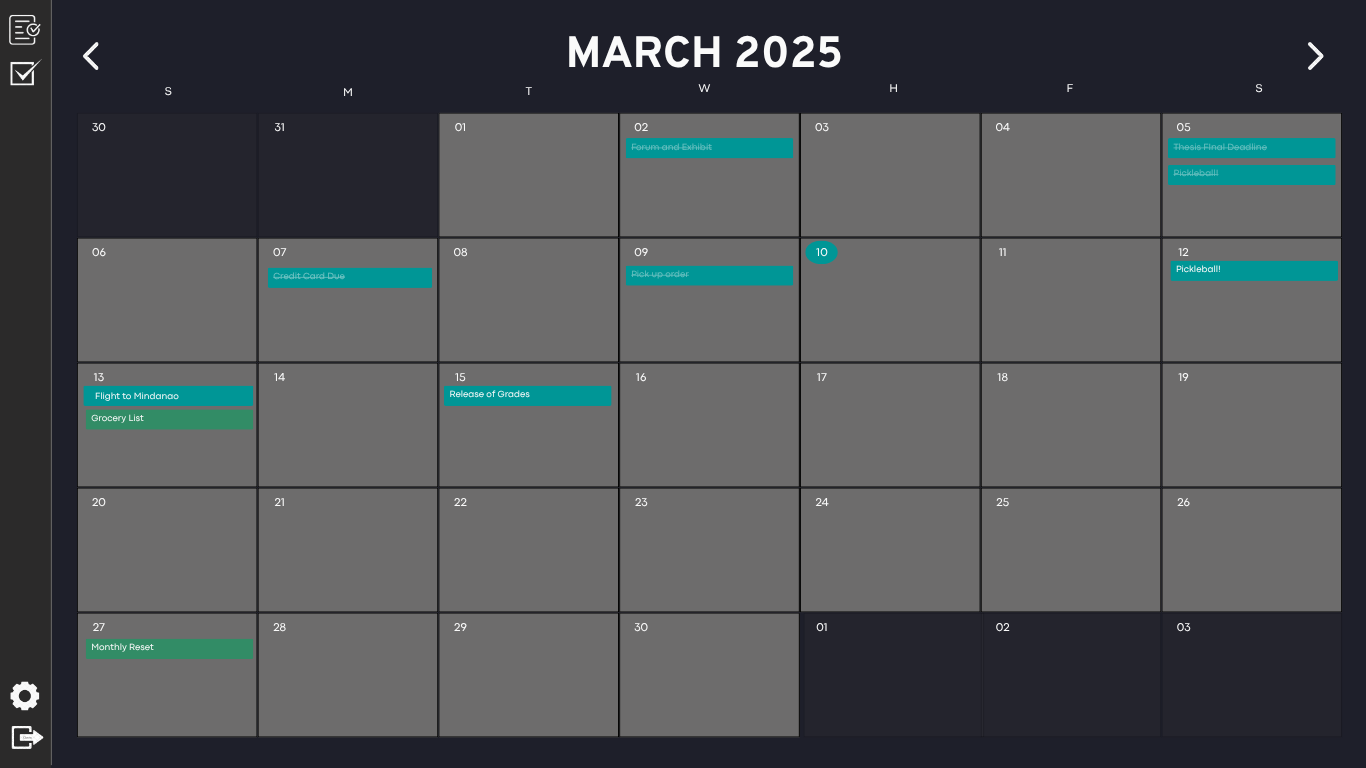 MARCH 2025
S M T W H F S
30 31 01 02 03 04 05
Forum and Exhibit Thesis Final Deadline
Pickleball!
06 07 08 09 10 11 12
Credit Card Due Pick up order Pickleball!
13 14 15 16 17 18 19
Flight to Mindanao Release of Grades
Grocery List
20 21 22 23 24 25 26
27 28 29 30 01 02 03
Monthly Reset